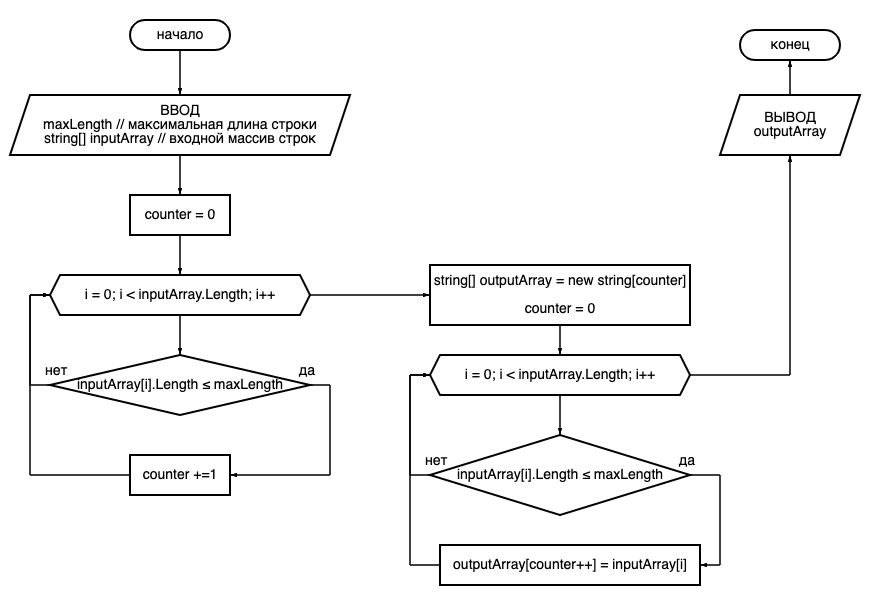 начало
ВВОД
maxLength // максимальная длина строки
string[] inputArray // входной массив строк
counter = 0
i = 0; i < inputArray.Length; i++
нет
да
inputArray[i].Length ≤ maxLength
counter +=1
string[] outputArray = new string[counter]
counter = 0
i = 0; i < inputArray.Length; i++
нет
да
inputArray[i].Length ≤ maxLength
outputArray[counter++] = inputArray[i]
ВЫВОД
outputArray
конец